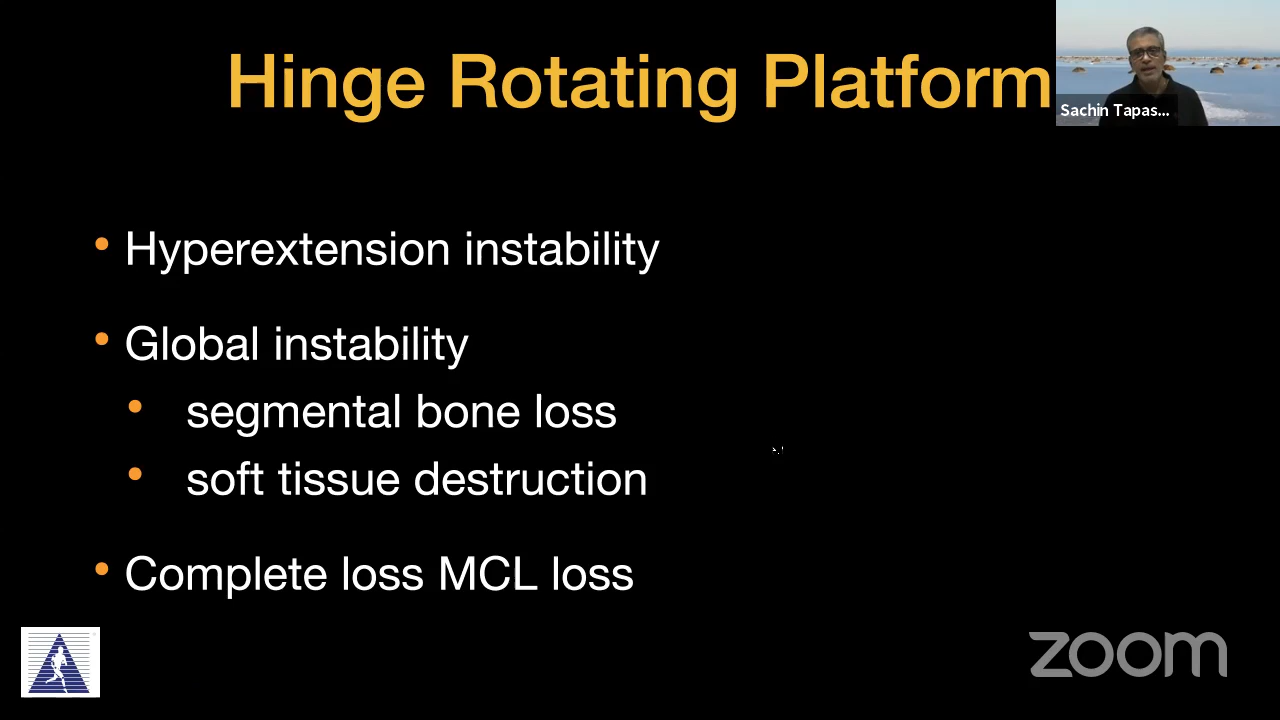 Hinge Rotating Platform
Sachin Tapas...
• Hyperextension instability
• Global instability
• segmental bone loss
• soft tissue destruction
• Complete loss MCL loss
zoom